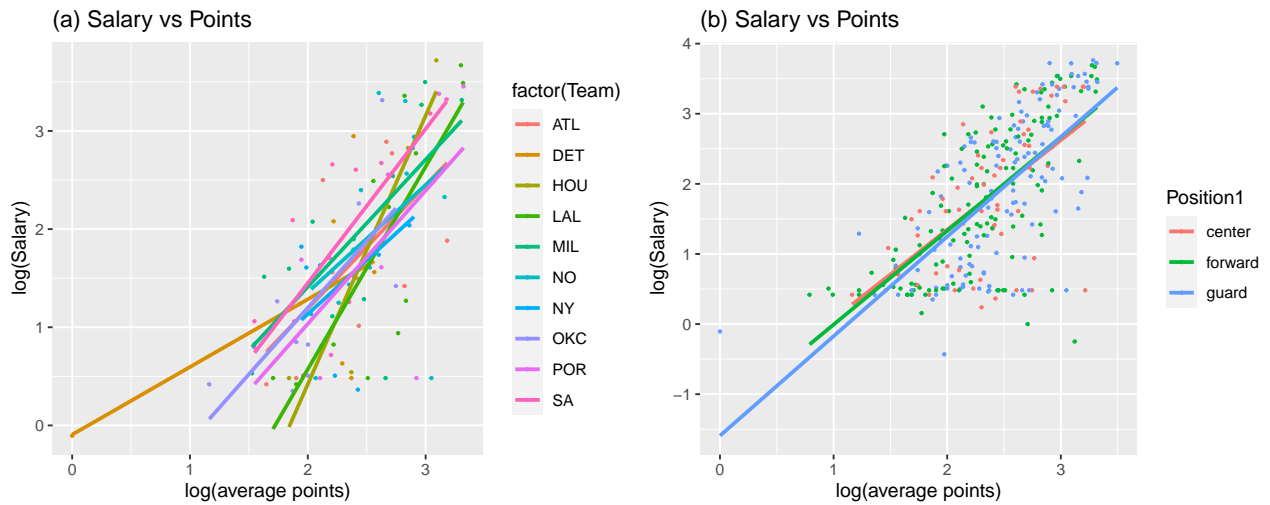 (a) Salary vs Points
log(Salary)
3
2
1
0
0
1
2
3
log(average points)
factor(Team)
ATL
DET
HOU
LAL
MIL
NO
NY
OKC
POR
SA
(b) Salary vs Points
log(Salary)
4
3
2
1
0
−1
0
1
2
3
log(average points)
Position1
center
forward
guard